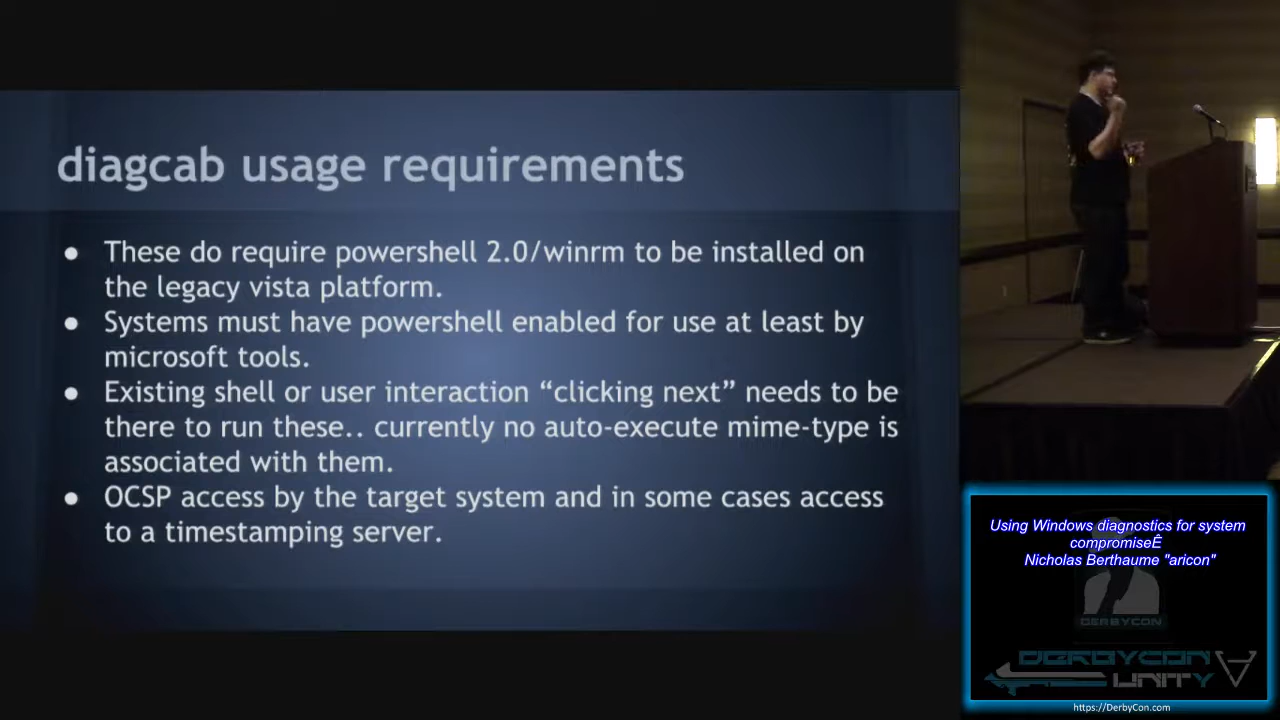 diagcab usage requirements
● These do require powershell 2.0/winrm to be installed on
the legacy vista platform.
● Systems must have powershell enabled for use at least by
microsoft tools.
● Existing shell or user interaction “clicking next” needs to be
there to run these.. currently no auto-execute mime-type is
associated with them.
● OCSP access by the target system and in some cases access
to a timestamping server.
Using Windows diagnostics for system
compromiseÊ
Nicholas Berthaume "aricon"
DERBYCON
DERBYCON
UNITY
https://DerbyCon.com